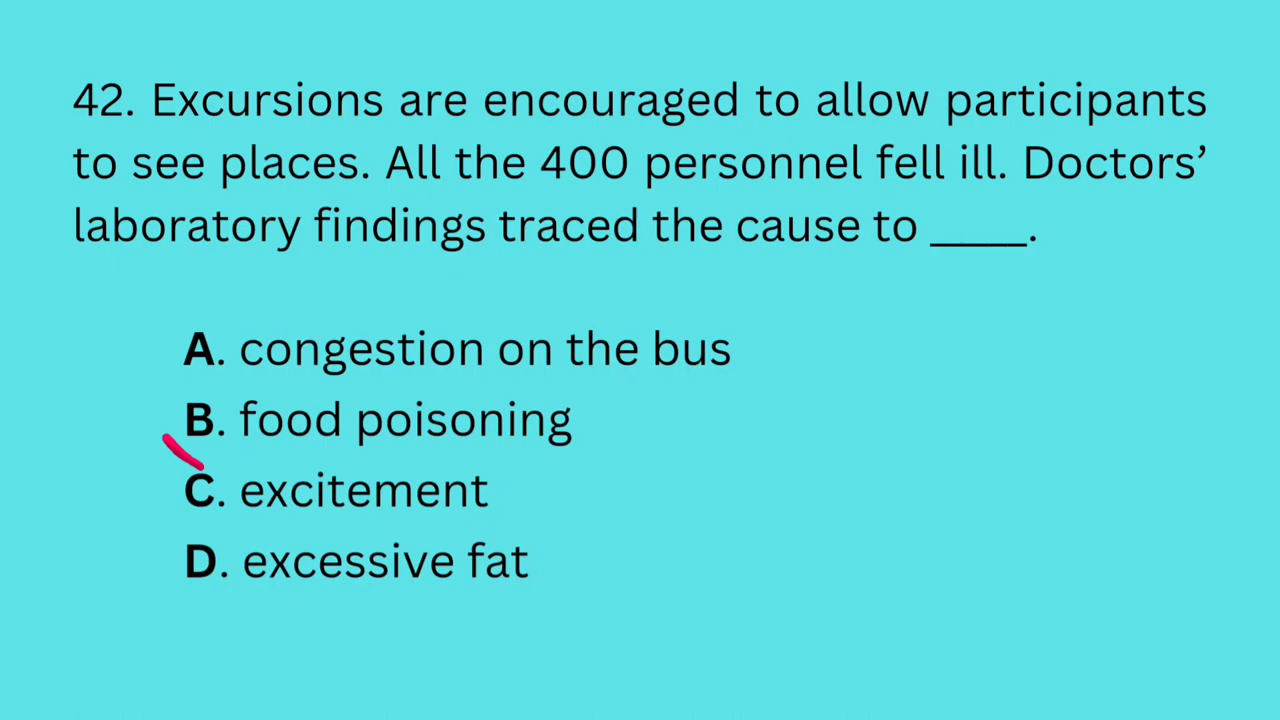 42. Excursions are encouraged to allow participants
to see places. All the 400 personnel fell ill. Doctors’
laboratory findings traced the cause to ____.
A. congestion on the bus
B. food poisoning
C. excitement
D. excessive fat